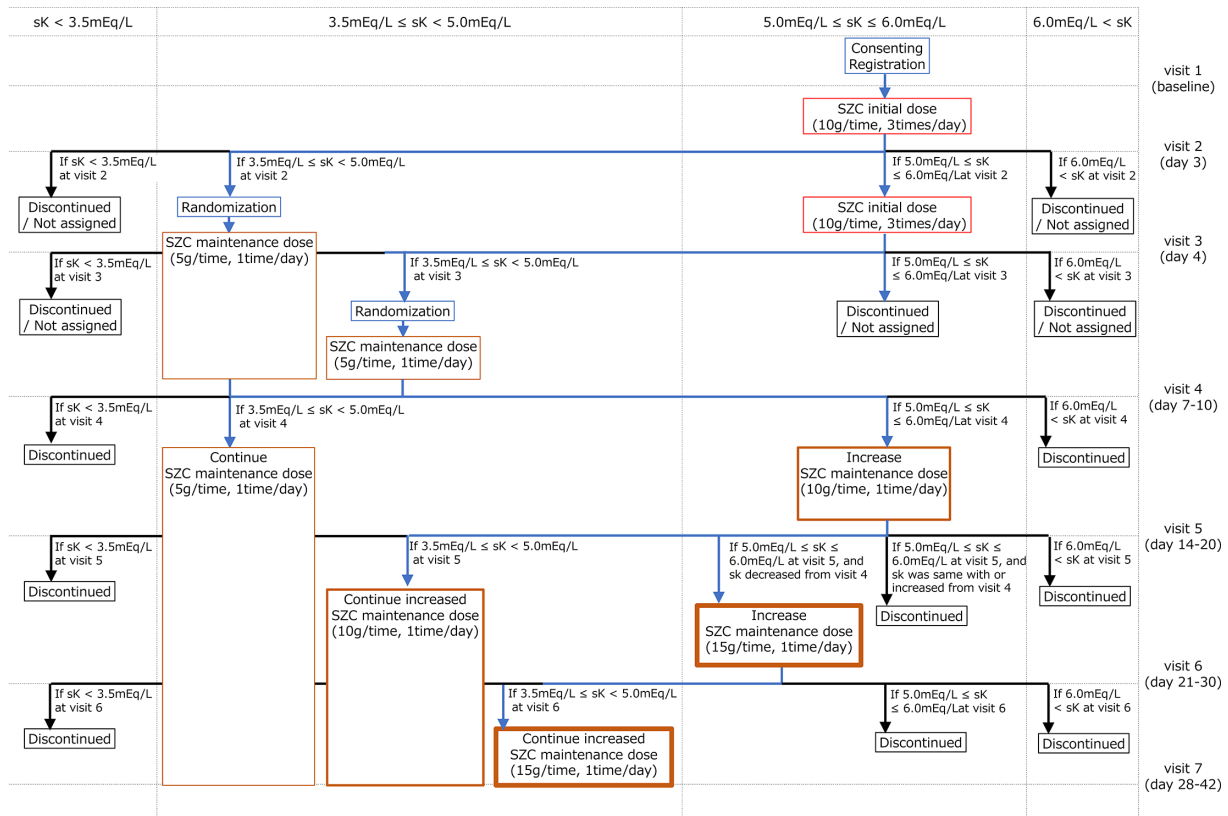 sK < 3.5mEq/L
3.5mEq/L ≤ sK < 5.0mEq/L
5.0mEq/L ≤ sK ≤ 6.0mEq/L
6.0mEq/L < sK
Consenting
Registration
visit 1
(baseline)
SZC initial dose
(10g/time, 3times/day)
visit 2
(day 3)
If sK < 3.5mEq/L
at visit 2
If 3.5mEq/L ≤ sK < 5.0mEq/L
at visit 2
If 5.0mEq/L ≤ sK
≤ 6.0mEq/Lat visit 2
If 6.0mEq/L
< sK at visit 2
Discontinued
/ Not assigned
Randomization
SZC initial dose
(10g/time, 3times/day)
Discontinued
/ Not assigned
SZC maintenance dose
(5g/time, 1time/day)
visit 3
(day 4)
If sK < 3.5mEq/L
at visit 3
If 3.5mEq/L ≤ sK < 5.0mEq/L
at visit 3
If 5.0mEq/L ≤ sK
≤ 6.0mEq/Lat visit 3
If 6.0mEq/L
< sK at visit 3
Discontinued
/ Not assigned
Randomization
Discontinued
/ Not assigned
Discontinued
/ Not assigned
SZC maintenance dose
(5g/time, 1time/day)
visit 4
(day 7-10)
If sK < 3.5mEq/L
at visit 4
If 3.5mEq/L ≤ sK < 5.0mEq/L
at visit 4
If 5.0mEq/L ≤ sK
≤ 6.0mEq/Lat visit 4
If 6.0mEq/L
< sK at visit 4
Discontinued
Continue
SZC maintenance dose
(5g/time, 1time/day)
Increase
SZC maintenance dose
(10g/time, 1time/day)
Discontinued
visit 5
(day 14-20)
If sK < 3.5mEq/L
at visit 5
If 3.5mEq/L ≤ sK < 5.0mEq/L
at visit 5
If 5.0mEq/L ≤ sK ≤
6.0mEq/L at visit 5, and
sk decreased from visit 4
If 5.0mEq/L ≤ sK ≤
6.0mEq/L at visit 5, and
sk was same with or
increased from visit 4
If 6.0mEq/L
< sK at visit 5
Discontinued
Continue increased
SZC maintenance dose
(10g/time, 1time/day)
Increase
SZC maintenance dose
(15g/time, 1time/day)
Discontinued
Discontinued
visit 6
(day 21-30)
If sK < 3.5mEq/L
at visit 6
If 3.5mEq/L ≤ sK < 5.0mEq/L
at visit 6
If 5.0mEq/L ≤ sK
≤ 6.0mEq/Lat visit 6
If 6.0mEq/L
< sK at visit 6
Discontinued
Continue increased
SZC maintenance dose
(15g/time, 1time/day)
Discontinued
Discontinued
visit 7
(day 28-42)